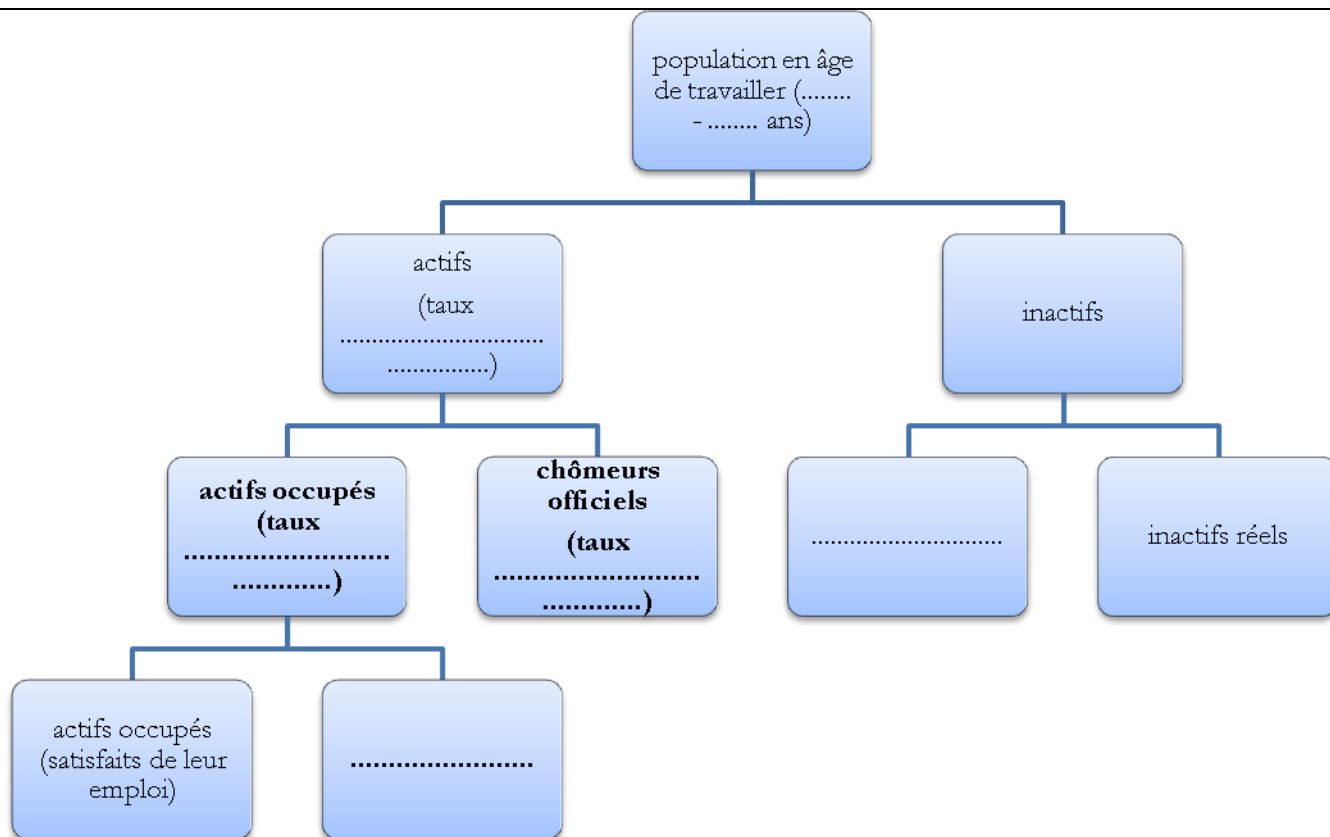 population en âge
de travailler (........
- ........ ans)
actifs
(taux
................................
................)
inactifs
actifs occupés
(taux
..........................
.............)
chômeurs
officiels
(taux
..........................
.............)
..............................
inactifs réels
actifs occupés
(satisfaits de leur
emploi)
.......................